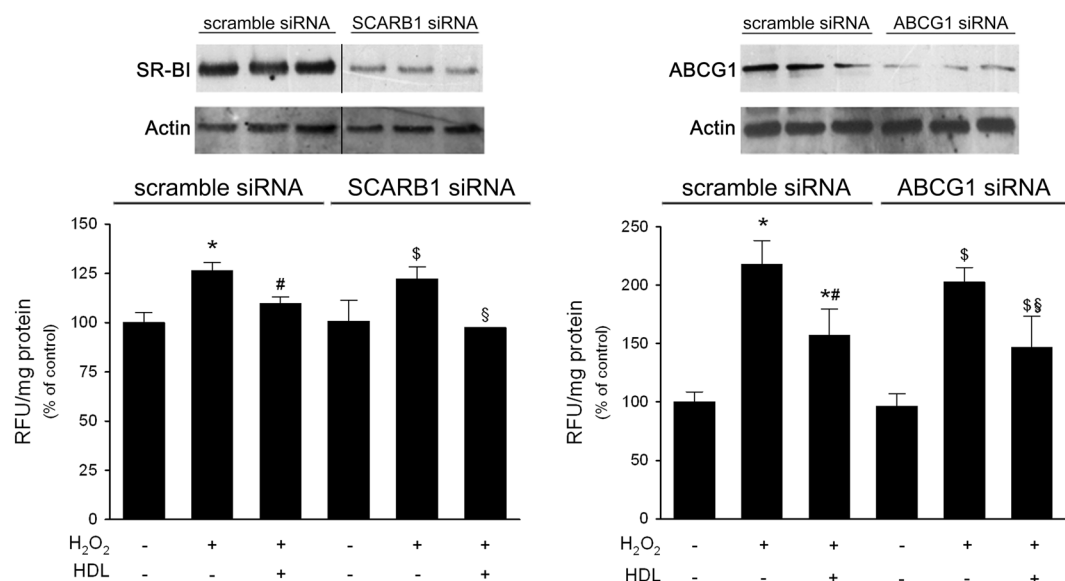 scramble siRNA SCARB1 siRNA
SR-BI
Actin
scramble siRNA SCARB1 siRNA
RFU/mg protein
(% of control)
150
125
100
75
50
25
0
*
#
$
§
H2O2 - + + - + +
HDL - - + - - +
scramble siRNA ABCG1 siRNA
ABCG1
Actin
scramble siRNA ABCG1 siRNA
RFU/mg protein
(% of control)
250
200
150
100
50
0
*
*#
$
$§
H2O2 - + + - + +
HDL - - + - - +